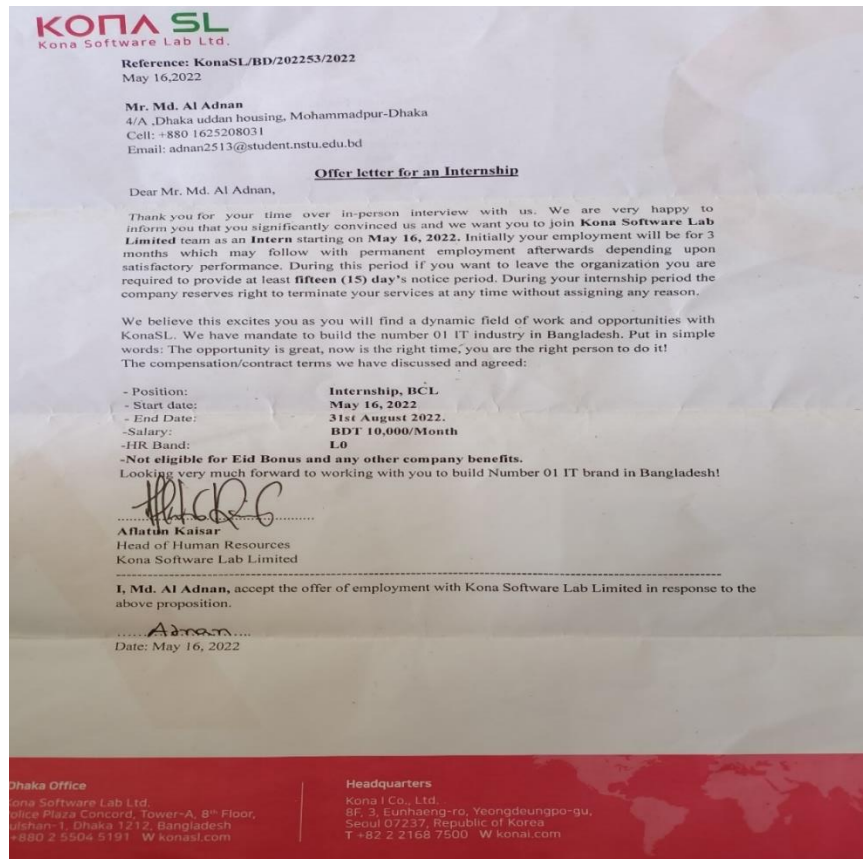 KONA SL
Kona Software Lab Ltd.
Reference: KonaSL/BD/202253/2022
May 16,2022
Mr. Md. Al Adnan
4/A ,Dhaka uddan housing, Mohammadpur-Dhaka
Cell: +880 1625208031
Email: adnan2513@student.nstu.edu.bd
Offer letter for an Internship
Dear Mr. Md. Al Adnan,
Thank you for your time over in-person interview with us. We are very happy to
inform you that you significantly convinced us and we want you to join Kona Software Lab
Limited team as an Intern starting on May 16, 2022. Initially your employment will be for 3
months which may follow with permanent employment afterwards depending upon
satisfactory performance. During this period if you want to leave the organization you are
required to provide at least fifteen (15) day's notice period. During your internship period the
company reserves right to terminate your services at any time without assigning any reason.
We believe this excites you as you will find a dynamic field of work and opportunities with
KonaSL. We have mandate to build the number 01 IT industry in Bangladesh. Put in simple
words: The opportunity is great, now is the right time, you are the right person to do it!
The compensation/contract terms we have discussed and agreed:
- Position: Internship, BCL
- Start date: May 16, 2022
- End Date: 31st August 2022.
-Salary: BDT 10,000/Month
-HR Band: L0
-Not eligible for Eid Bonus and any other company benefits.
Looking very much forward to working with you to build Number 01 IT brand in Bangladesh!
Aflatun Kaisar
Head of Human Resources
Kona Software Lab Limited
I, Md. Al Adnan, accept the offer of employment with Kona Software Lab Limited in response to the
above proposition.
Adnan
Date: May 16, 2022
Dhaka Office
Kona Software Lab Ltd.
Police Plaza Concord, Tower-A, 8th Floor,
Gulshan-1, Dhaka 1212, Bangladesh
+880 2 5504 5191 W konasl.com
Headquarters
Kona I Co., Ltd.
8F, 3, Eunhaeng-ro, Yeongdeungpo-gu,
Seoul 07237, Republic of Korea
T +82 2 2168 7500 W konai.com